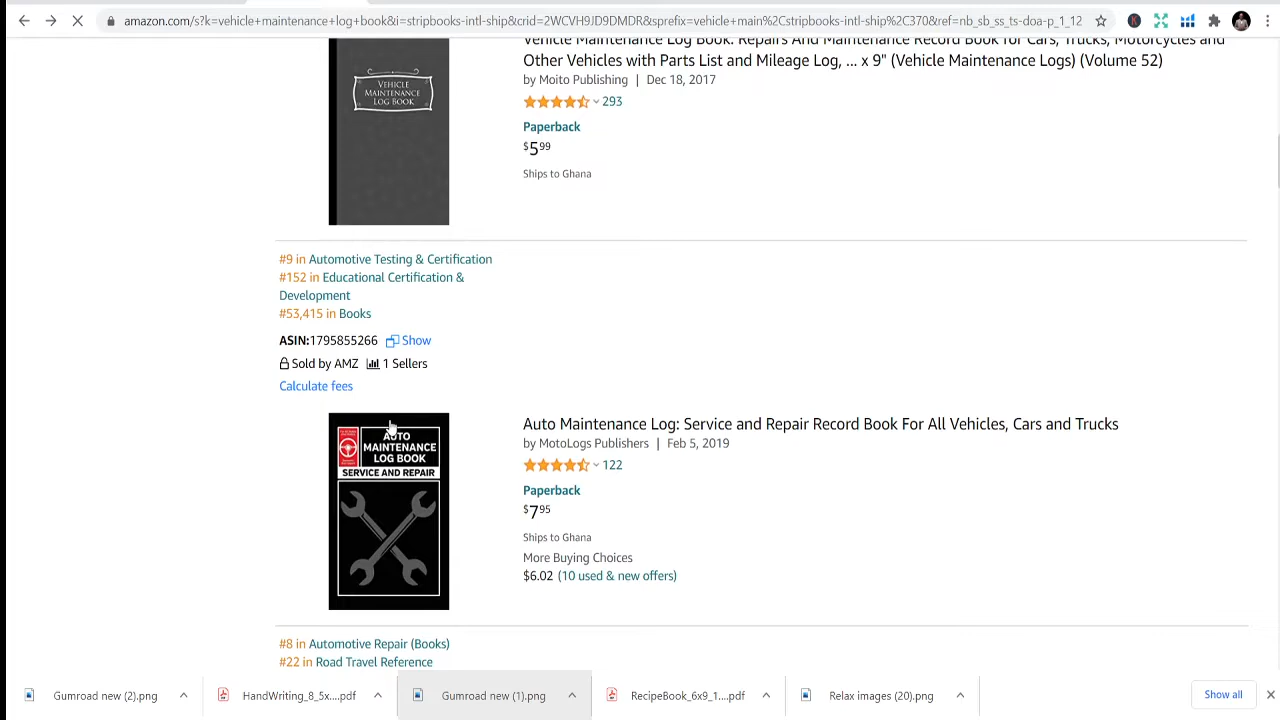 amazon.com/s?k=vehicle+maintenance+log+book&i=stripbooks-intl-ship&crid=2WCVH9JD9DMDR&sprefix=vehicle+main%2Cstripbooks-intl-ship%2C370&ref=nb_sb_ss_ts-doa-p_1_12
Vehicle Maintenance Log Book: Repairs And Maintenance Record Book for Cars, Trucks, Motorcycles and
Other Vehicles with Parts List and Mileage Log, ... x 9" (Vehicle Maintenance Logs) (Volume 52)
by Moito Publishing | Dec 18, 2017
293
Paperback
$5 99
Ships to Ghana
VEHICLE
MAINTENANCE
LOG BOOK
#9 in Automotive Testing & Certification
#152 in Educational Certification &
Development
#53,415 in Books
ASIN:1795855266 Show
Sold by AMZ 1 Sellers
Calculate fees
AUTO
MAINTENANCE
LOG BOOK
SERVICE AND REPAIR
Auto Maintenance Log: Service and Repair Record Book For All Vehicles, Cars and Trucks
by MotoLogs Publishers | Feb 5, 2019
122
Paperback
$7 95
Ships to Ghana
More Buying Choices
$6.02 (10 used & new offers)
#8 in Automotive Repair (Books)
#22 in Road Travel Reference
Gumroad new (2).png
HandWriting_8_5x....pdf
Gumroad new (1).png
RecipeBook_6x9_1....pdf
Relax images (20).png
Show all